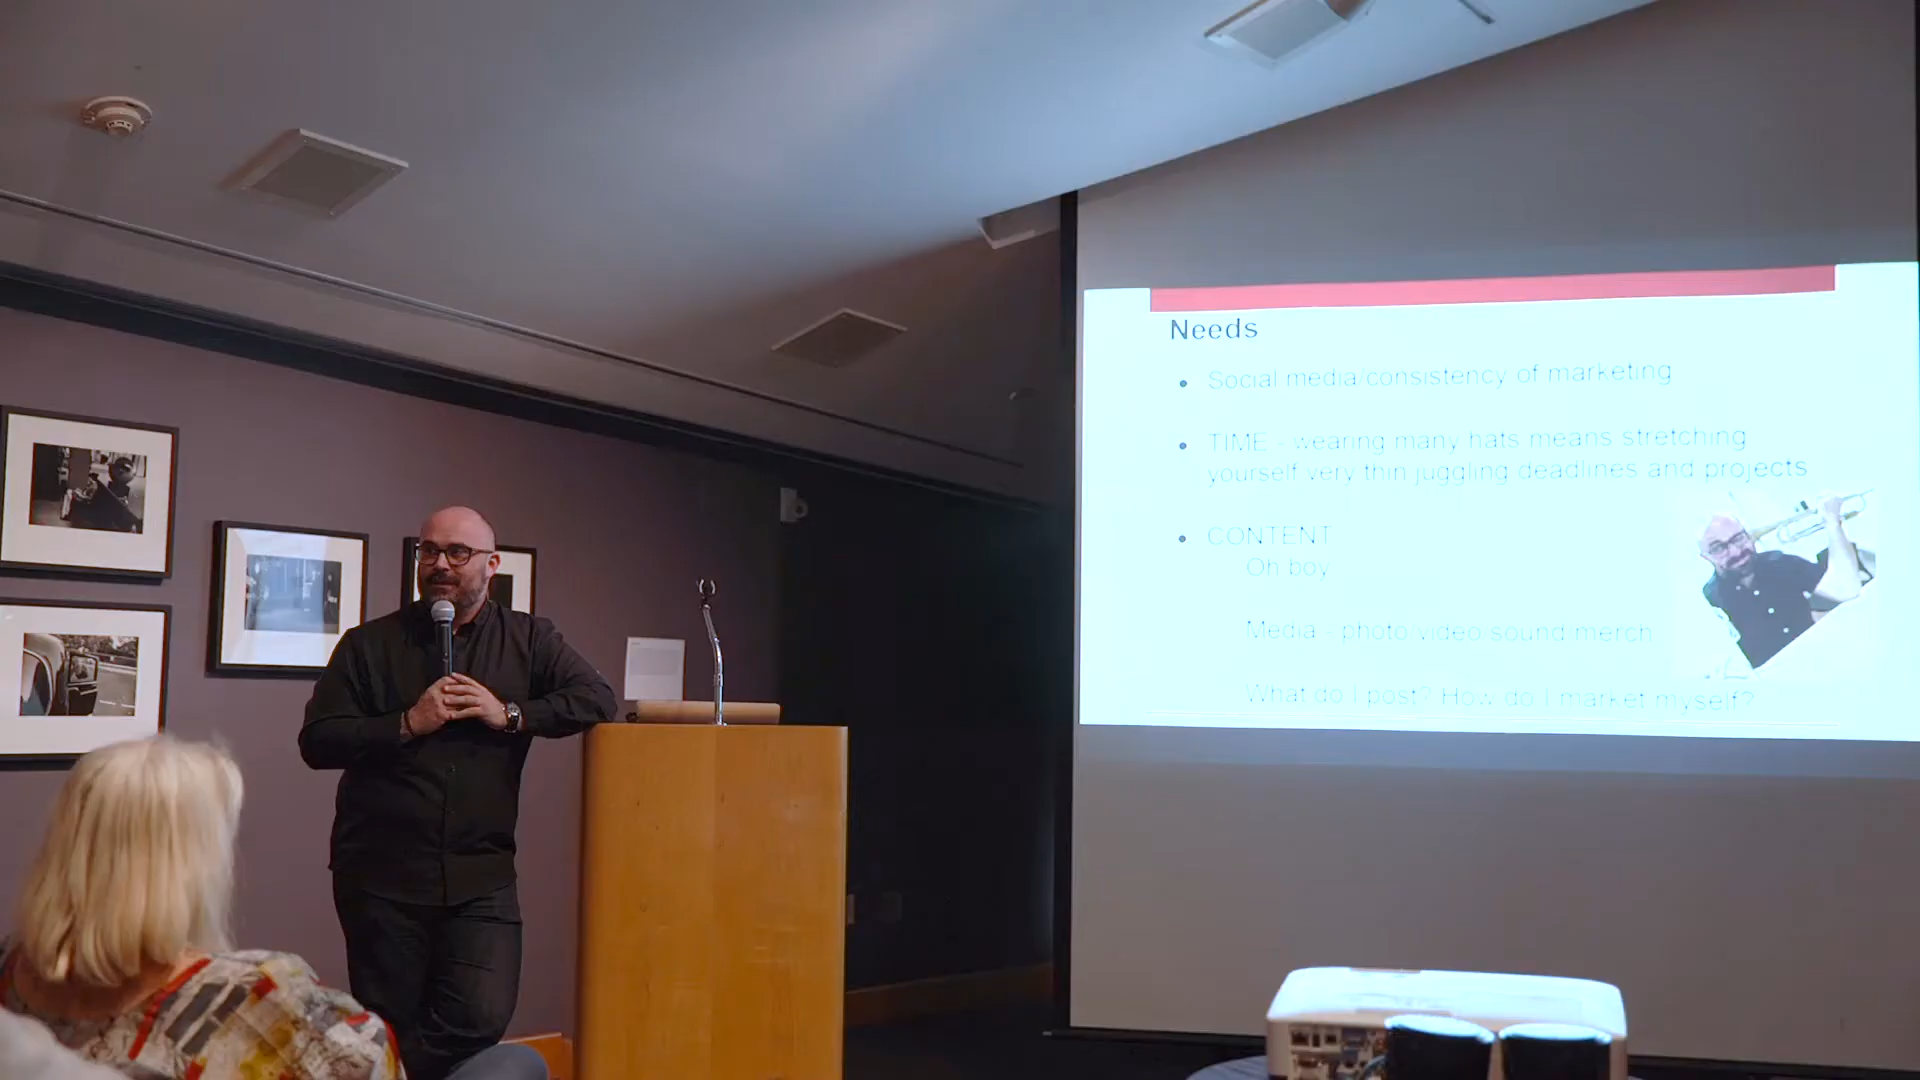 Needs
Social media/consistency of marketing
TIME - wearing many hats means stretching
yourself very thin juggling deadlines and projects
CONTENT
Oh boy
Media - photo video sound merch
What do I post? How do I market myself?